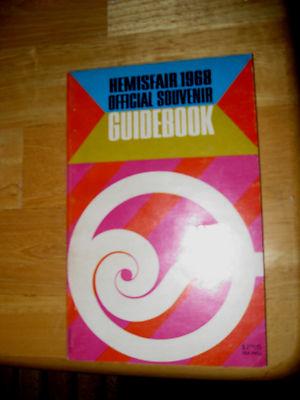 HEMISFAIR 1968
OFFICIAL SOUVENIR
GUIDEBOOK